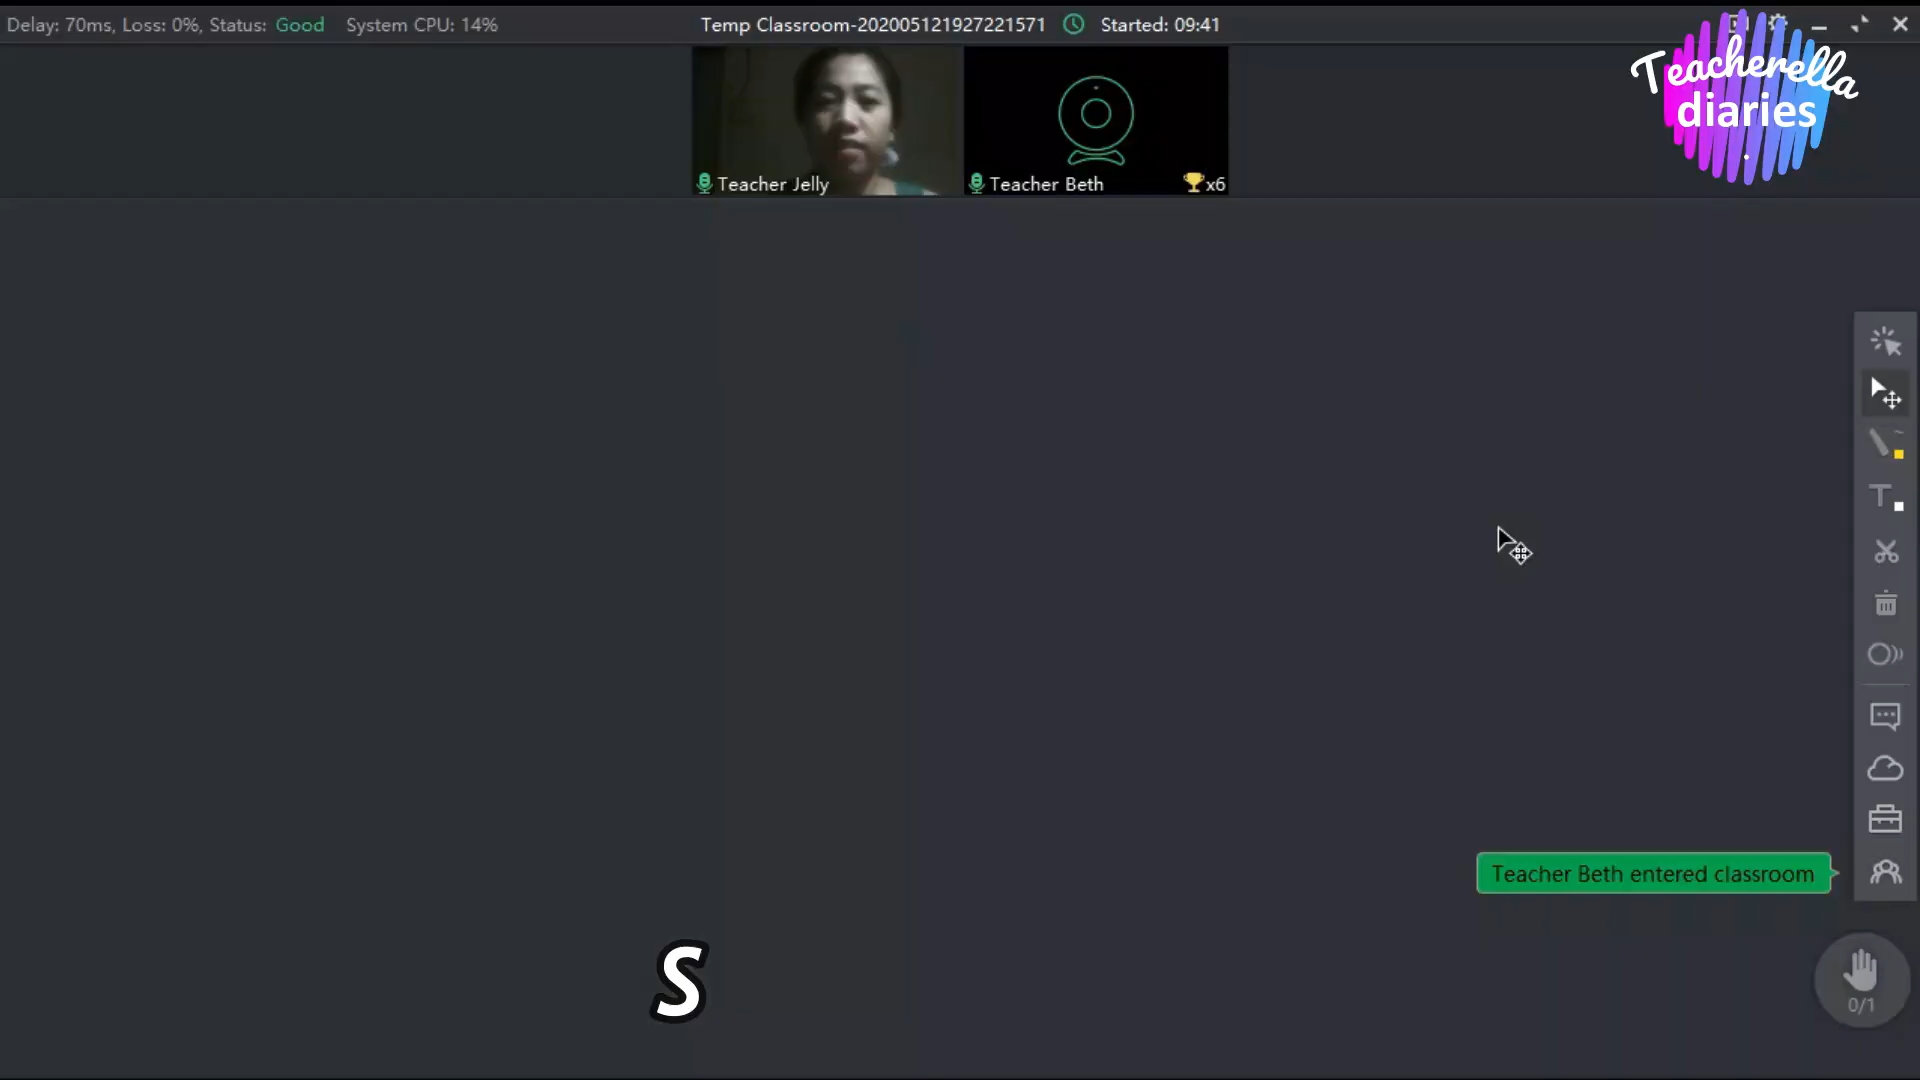 Delay: 70ms, Loss: 0%, Status: Good System CPU: 14%
Temp Classroom-202005121927221571 Started: 09:41
Teacherella
diaries
Teacher Jelly
Teacher Beth
x6
T
Teacher Beth entered classroom
S
0/1